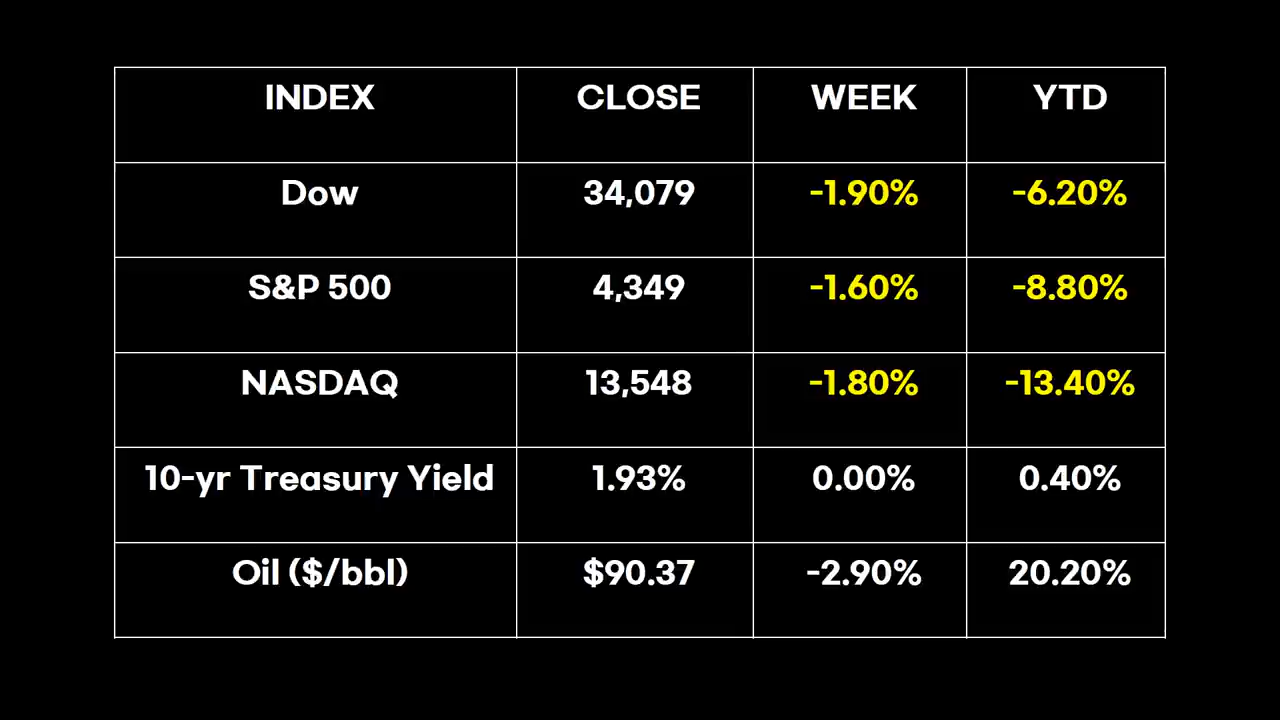 INDEX CLOSE WEEK YTD
Dow 34,079 -1.90% -6.20%
S&P 500 4,349 -1.60% -8.80%
NASDAQ 13,548 -1.80% -13.40%
10-yr Treasury Yield 1.93% 0.00% 0.40%
Oil ($/bbl) $90.37 -2.90% 20.20%